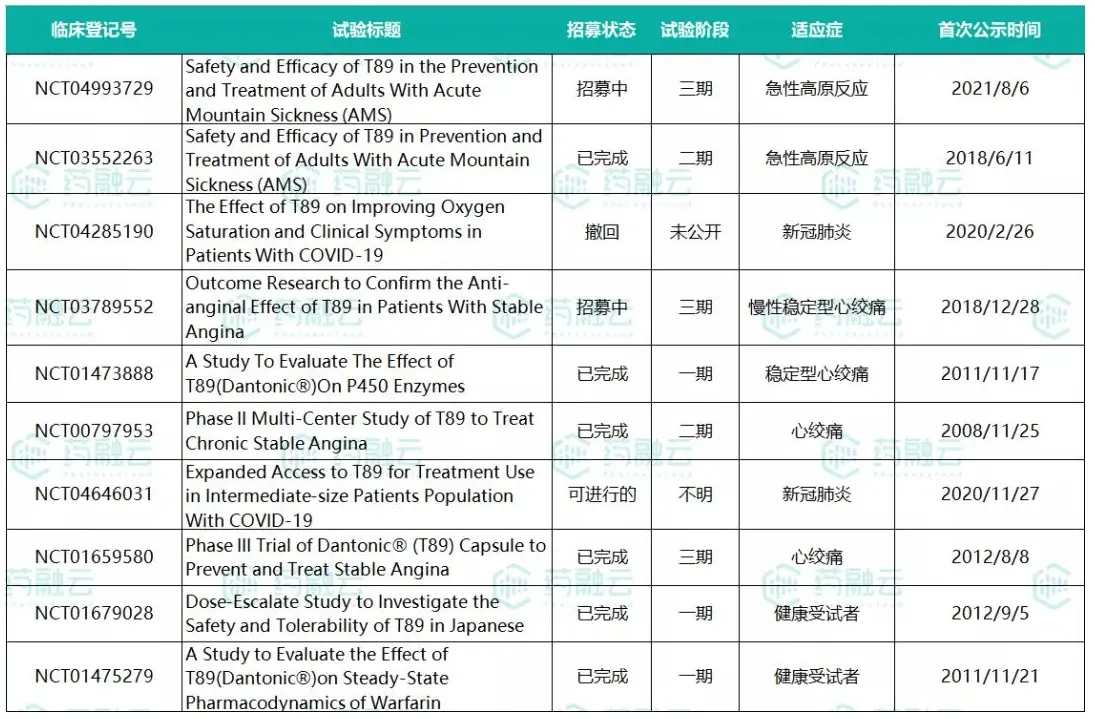 临床登记号 试验标题 招募状态 试验阶段 适应症 首次公示时间
NCT04993729 Safety and Efficacy of T89 in the Prevention
and Treatment of Adults With Acute
Mountain Sickness (AMS) 招募中 三期 急性高原反应 2021/8/6
NCT03552263 Safety and Efficacy of T89 in Prevention and
Treatment of Adults With Acute Mountain
Sickness (AMS) 已完成 二期 急性高原反应 2018/6/11
NCT04285190 The Effect of T89 on Improving Oxygen
Saturation and Clinical Symptoms in
Patients With COVID-19 撤回 未公开 新冠肺炎 2020/2/26
NCT03789552 Outcome Research to Confirm the Anti-
anginal Effect of T89 in Patients With Stable
Angina 招募中 三期 慢性稳定型心绞痛 2018/12/28
NCT01473888 A Study To Evaluate The Effect of
T89(Dantonic®)On P450 Enzymes 已完成 一期 稳定型心绞痛 2011/11/17
NCT00797953 Phase II Multi-Center Study of T89 to Treat
Chronic Stable Angina 已完成 二期 心绞痛 2008/11/25
NCT04646031 Expanded Access to T89 for Treatment Use
in Intermediate-size Patients Population
With COVID-19 可进行的 不明 新冠肺炎 2020/11/27
NCT01659580 Phase III Trial of Dantonic® (T89) Capsule to
Prevent and Treat Stable Angina 已完成 三期 心绞痛 2012/8/8
NCT01679028 Dose-Escalate Study to Investigate the
Safety and Tolerability of T89 in Japanese 已完成 一期 健康受试者 2012/9/5
NCT01475279 A Study to Evaluate the Effect of
T89(Dantonic®)on Steady-State
Pharmacodynamics of Warfarin 已完成 一期 健康受试者 2011/11/21
药融云